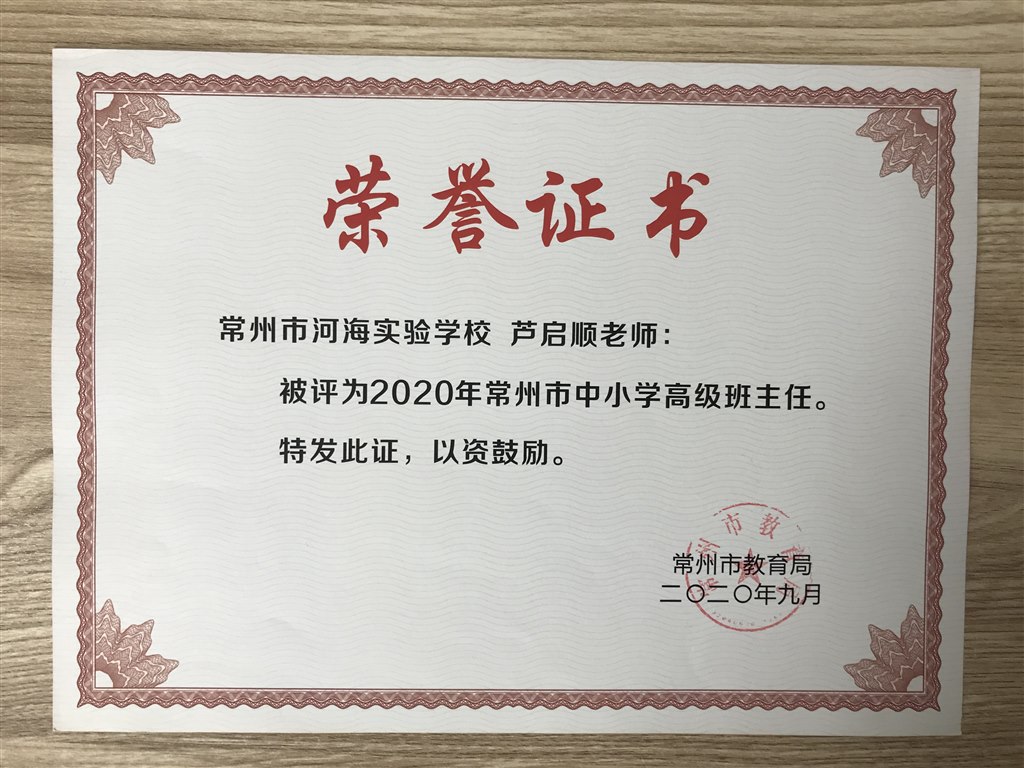 荣誉证书
常州市河海实验学校 芦启顺老师：
被评为2020年常州市中小学高级班主任。
特发此证，以资鼓励。
常州市教育局
二〇二〇年九月